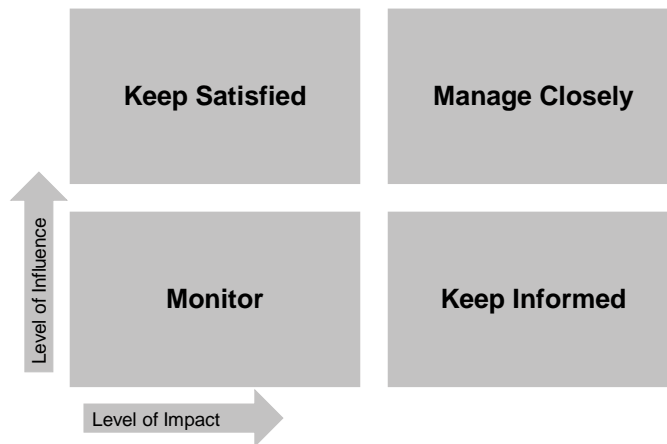 Keep Satisfied
Manage Closely
Level of Influence
Monitor
Keep Informed
Level of Impact